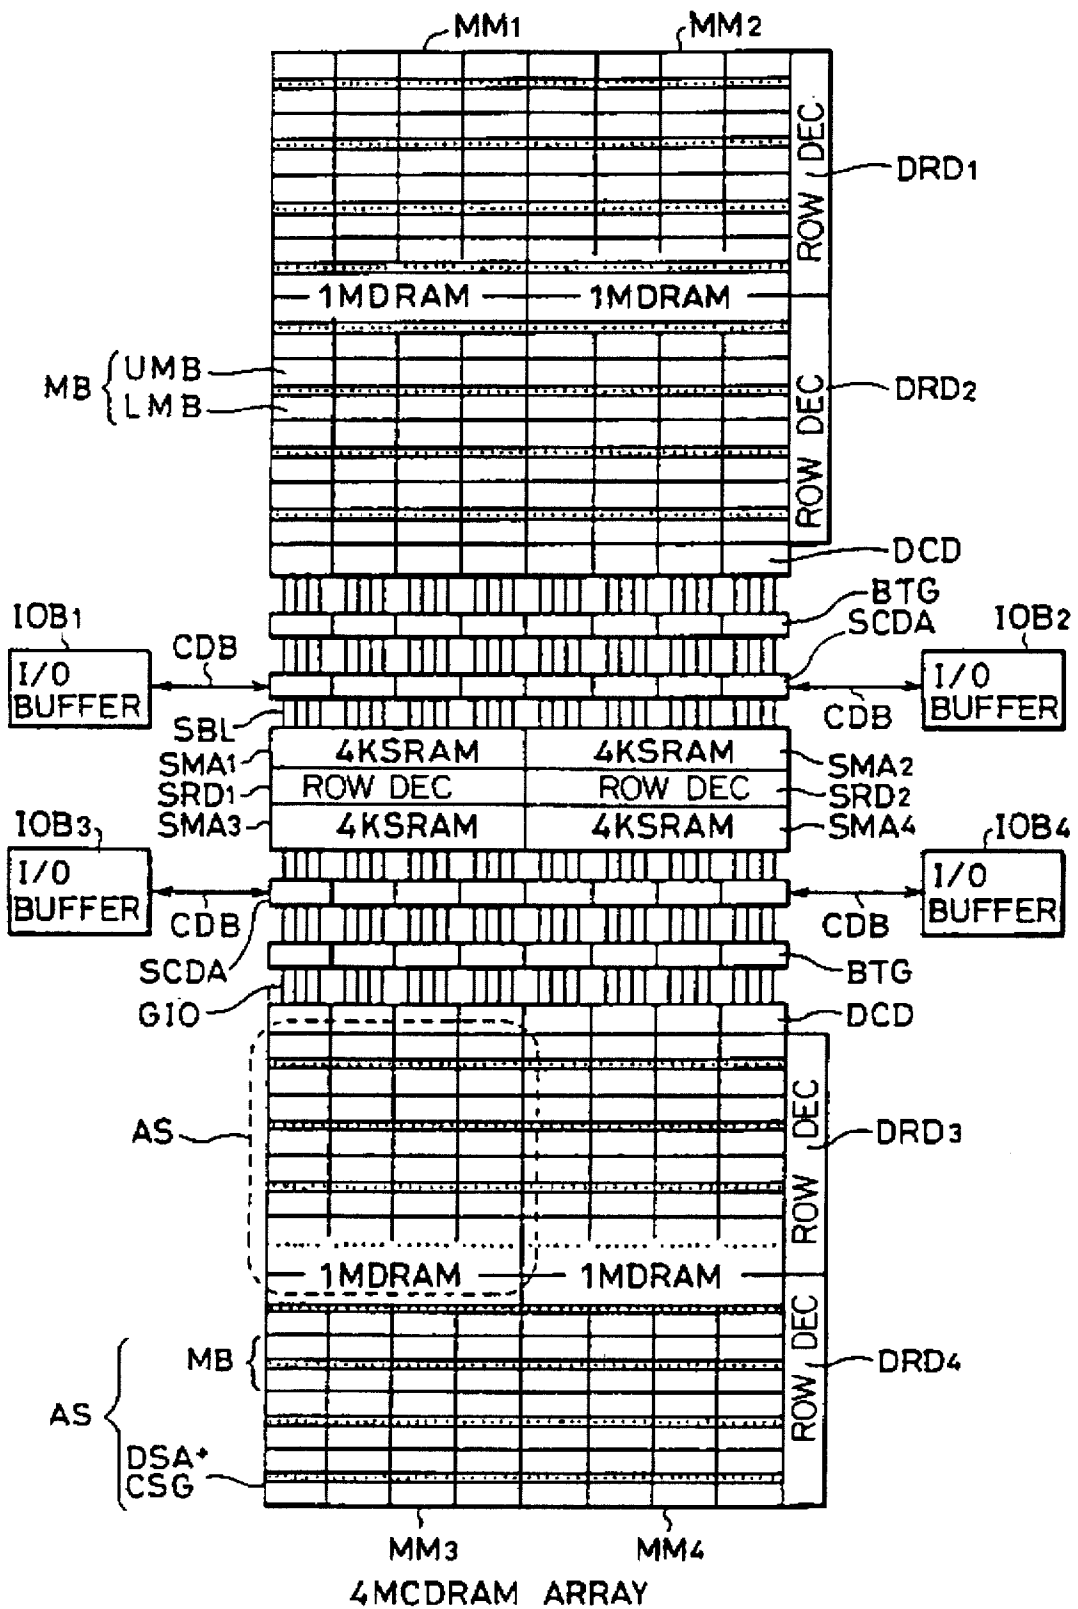 MM1 MM2
ROW DEC
DRD1
1MDRAM 1MDRAM
MB UMB
LMB
ROW DEC
DRD2
DCD
BTG
SCDA
IOB1
CDB
IOB2
I/O
BUFFER
I/O
BUFFER
CDB
SBL
SMA1 4KSRAM 4KSRAM SMA2
SRD1 ROW DEC ROW DEC SRD2
SMA3 4KSRAM 4KSRAM SMA4
IOB3
IOB4
I/O
BUFFER
I/O
BUFFER
CDB
CDB
SCDA
BTG
GIO
DCD
AS
ROW DEC
DRD3
1MDRAM 1MDRAM
MB
ROW DEC
DRD4
AS
DSA+
CSG
MM3 MM4
4MCDRAM ARRAY